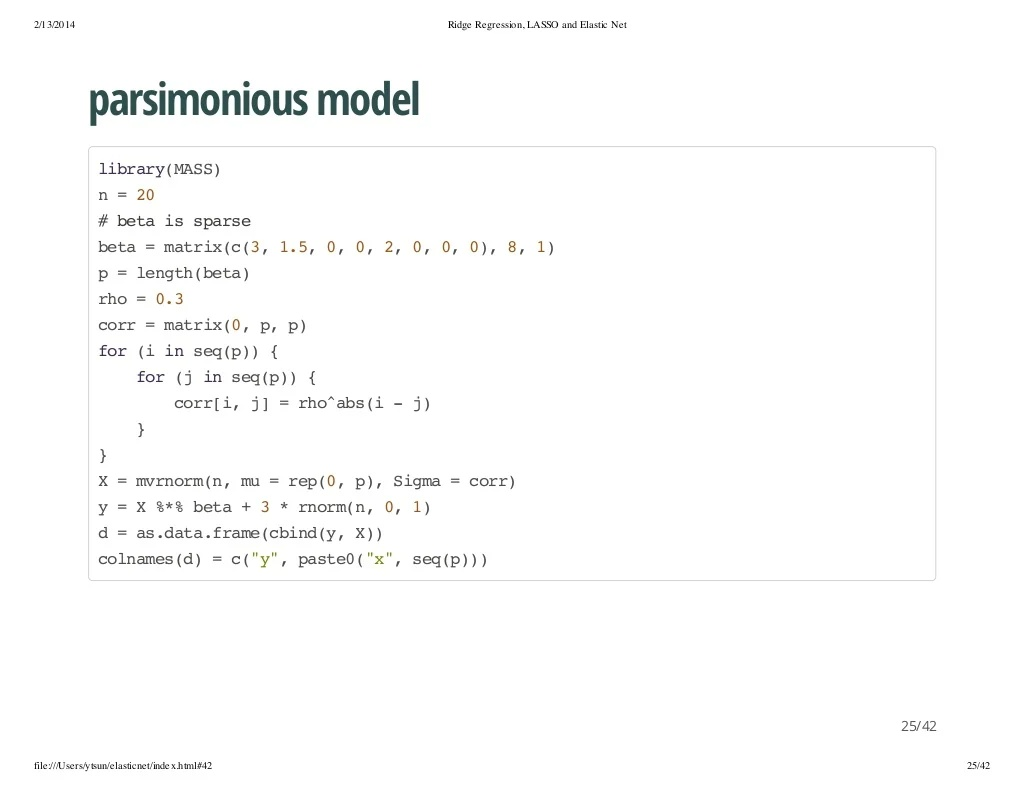 2/13/2014
Ridge Regression, LASSO and Elastic Net
parsimonious model
library(MASS)
n = 20
# beta is sparse
beta = matrix(c(3, 1.5, 0, 0, 2, 0, 0, 0), 8, 1)
p = length(beta)
rho = 0.3
corr = matrix(0, p, p)
for (i in seq(p)) {
    for (j in seq(p)) {
        corr[i, j] = rho^abs(i - j)
    }
}
X = mvrnorm(n, mu = rep(0, p), Sigma = corr)
y = X %*% beta + 3 * rnorm(n, 0, 1)
d = as.data.frame(cbind(y, X))
colnames(d) = c("y", paste0("x", seq(p)))
25/42
file:///Users/ytsun/elasticnet/index.html#42
25/42